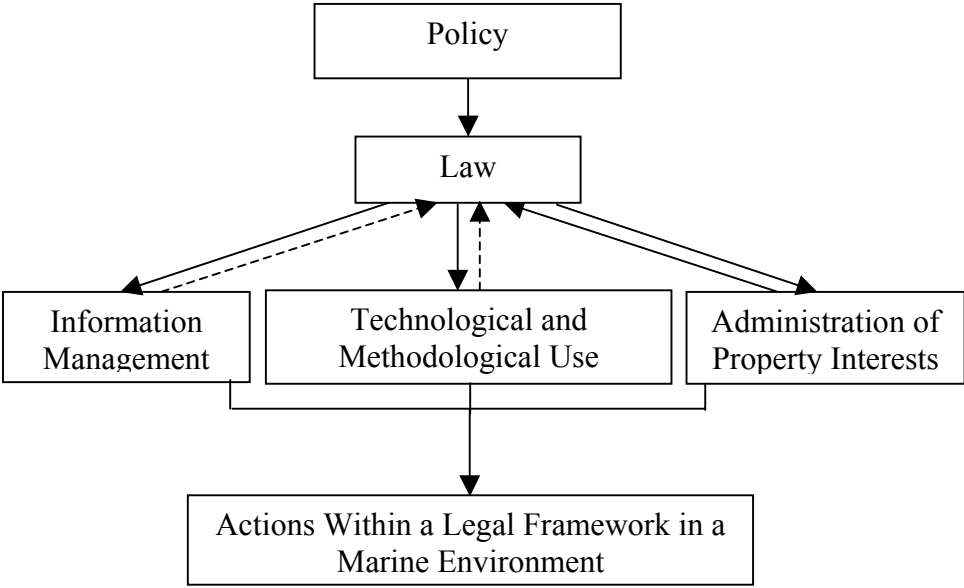 Policy
Law
Information
Management
Technological and
Methodological Use
Administration of
Property Interests
Actions Within a Legal Framework in a
Marine Environment